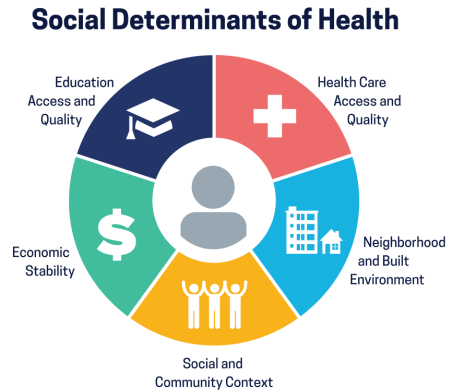 Social Determinants of Health
Education
Access and
Quality
Health Care
Access and
Quality
Economic
Stability
Neighborhood
and Built
Environment
Social and
Community Context